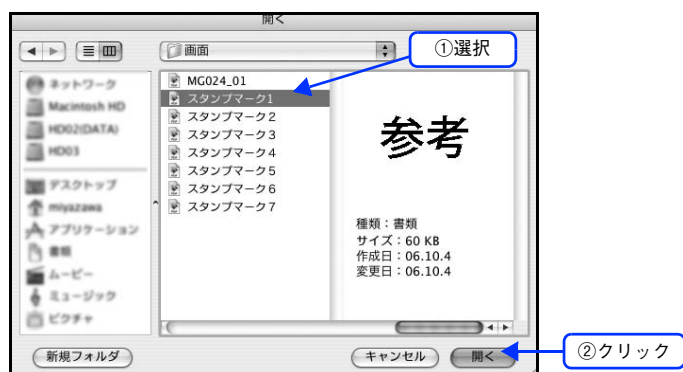 開く
画面
①選択
ネットワーク
Macintosh HD
HD02(DATA)
HD03
デスクトップ
miyazawa
アプリケーション
書類
ムービー
ミュージック
ピクチャ
MG024_01
スタンプマーク1
スタンプマーク2
スタンプマーク3
スタンプマーク4
スタンプマーク5
スタンプマーク6
スタンプマーク7
参考
種類：書類
サイズ：60 KB
作成日：06.10.4
変更日：06.10.4
新規フォルダ
キャンセル
開く
②クリック